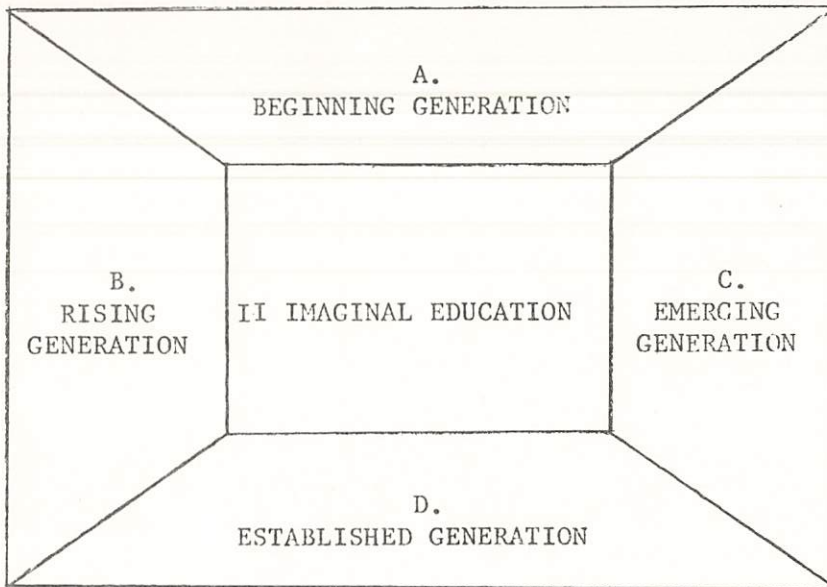 A.
BEGINNING GENERATION
B.
RISING
GENERATION
II IMAGINAL EDUCATION
C.
EMERGING
GENERATION
D.
ESTABLISHED GENERATION